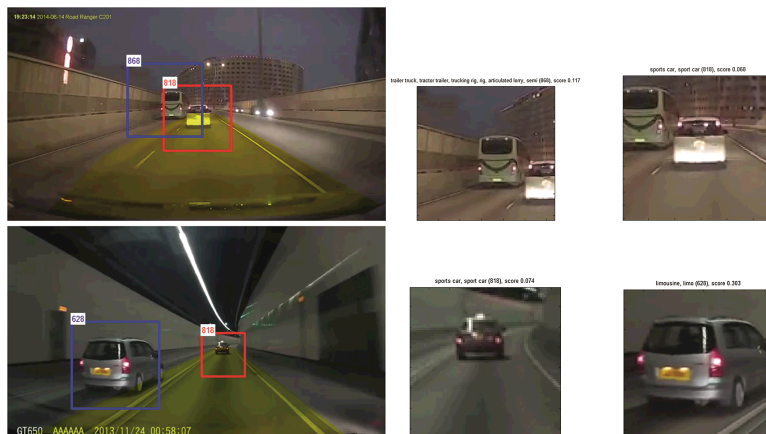 19:23:14 2014-06-14 Road Ranger C201
868
818
trailer truck, tractor trailer, trucking rig, rig, articulated lorry, semi (868), score 0.117
sports car, sport car (818), score 0.068
628
818
GT650 AAAAAA 2013/11/24 00:58:07
sports car, sport car (818), score 0.074
limousine, limo (628), score 0.303